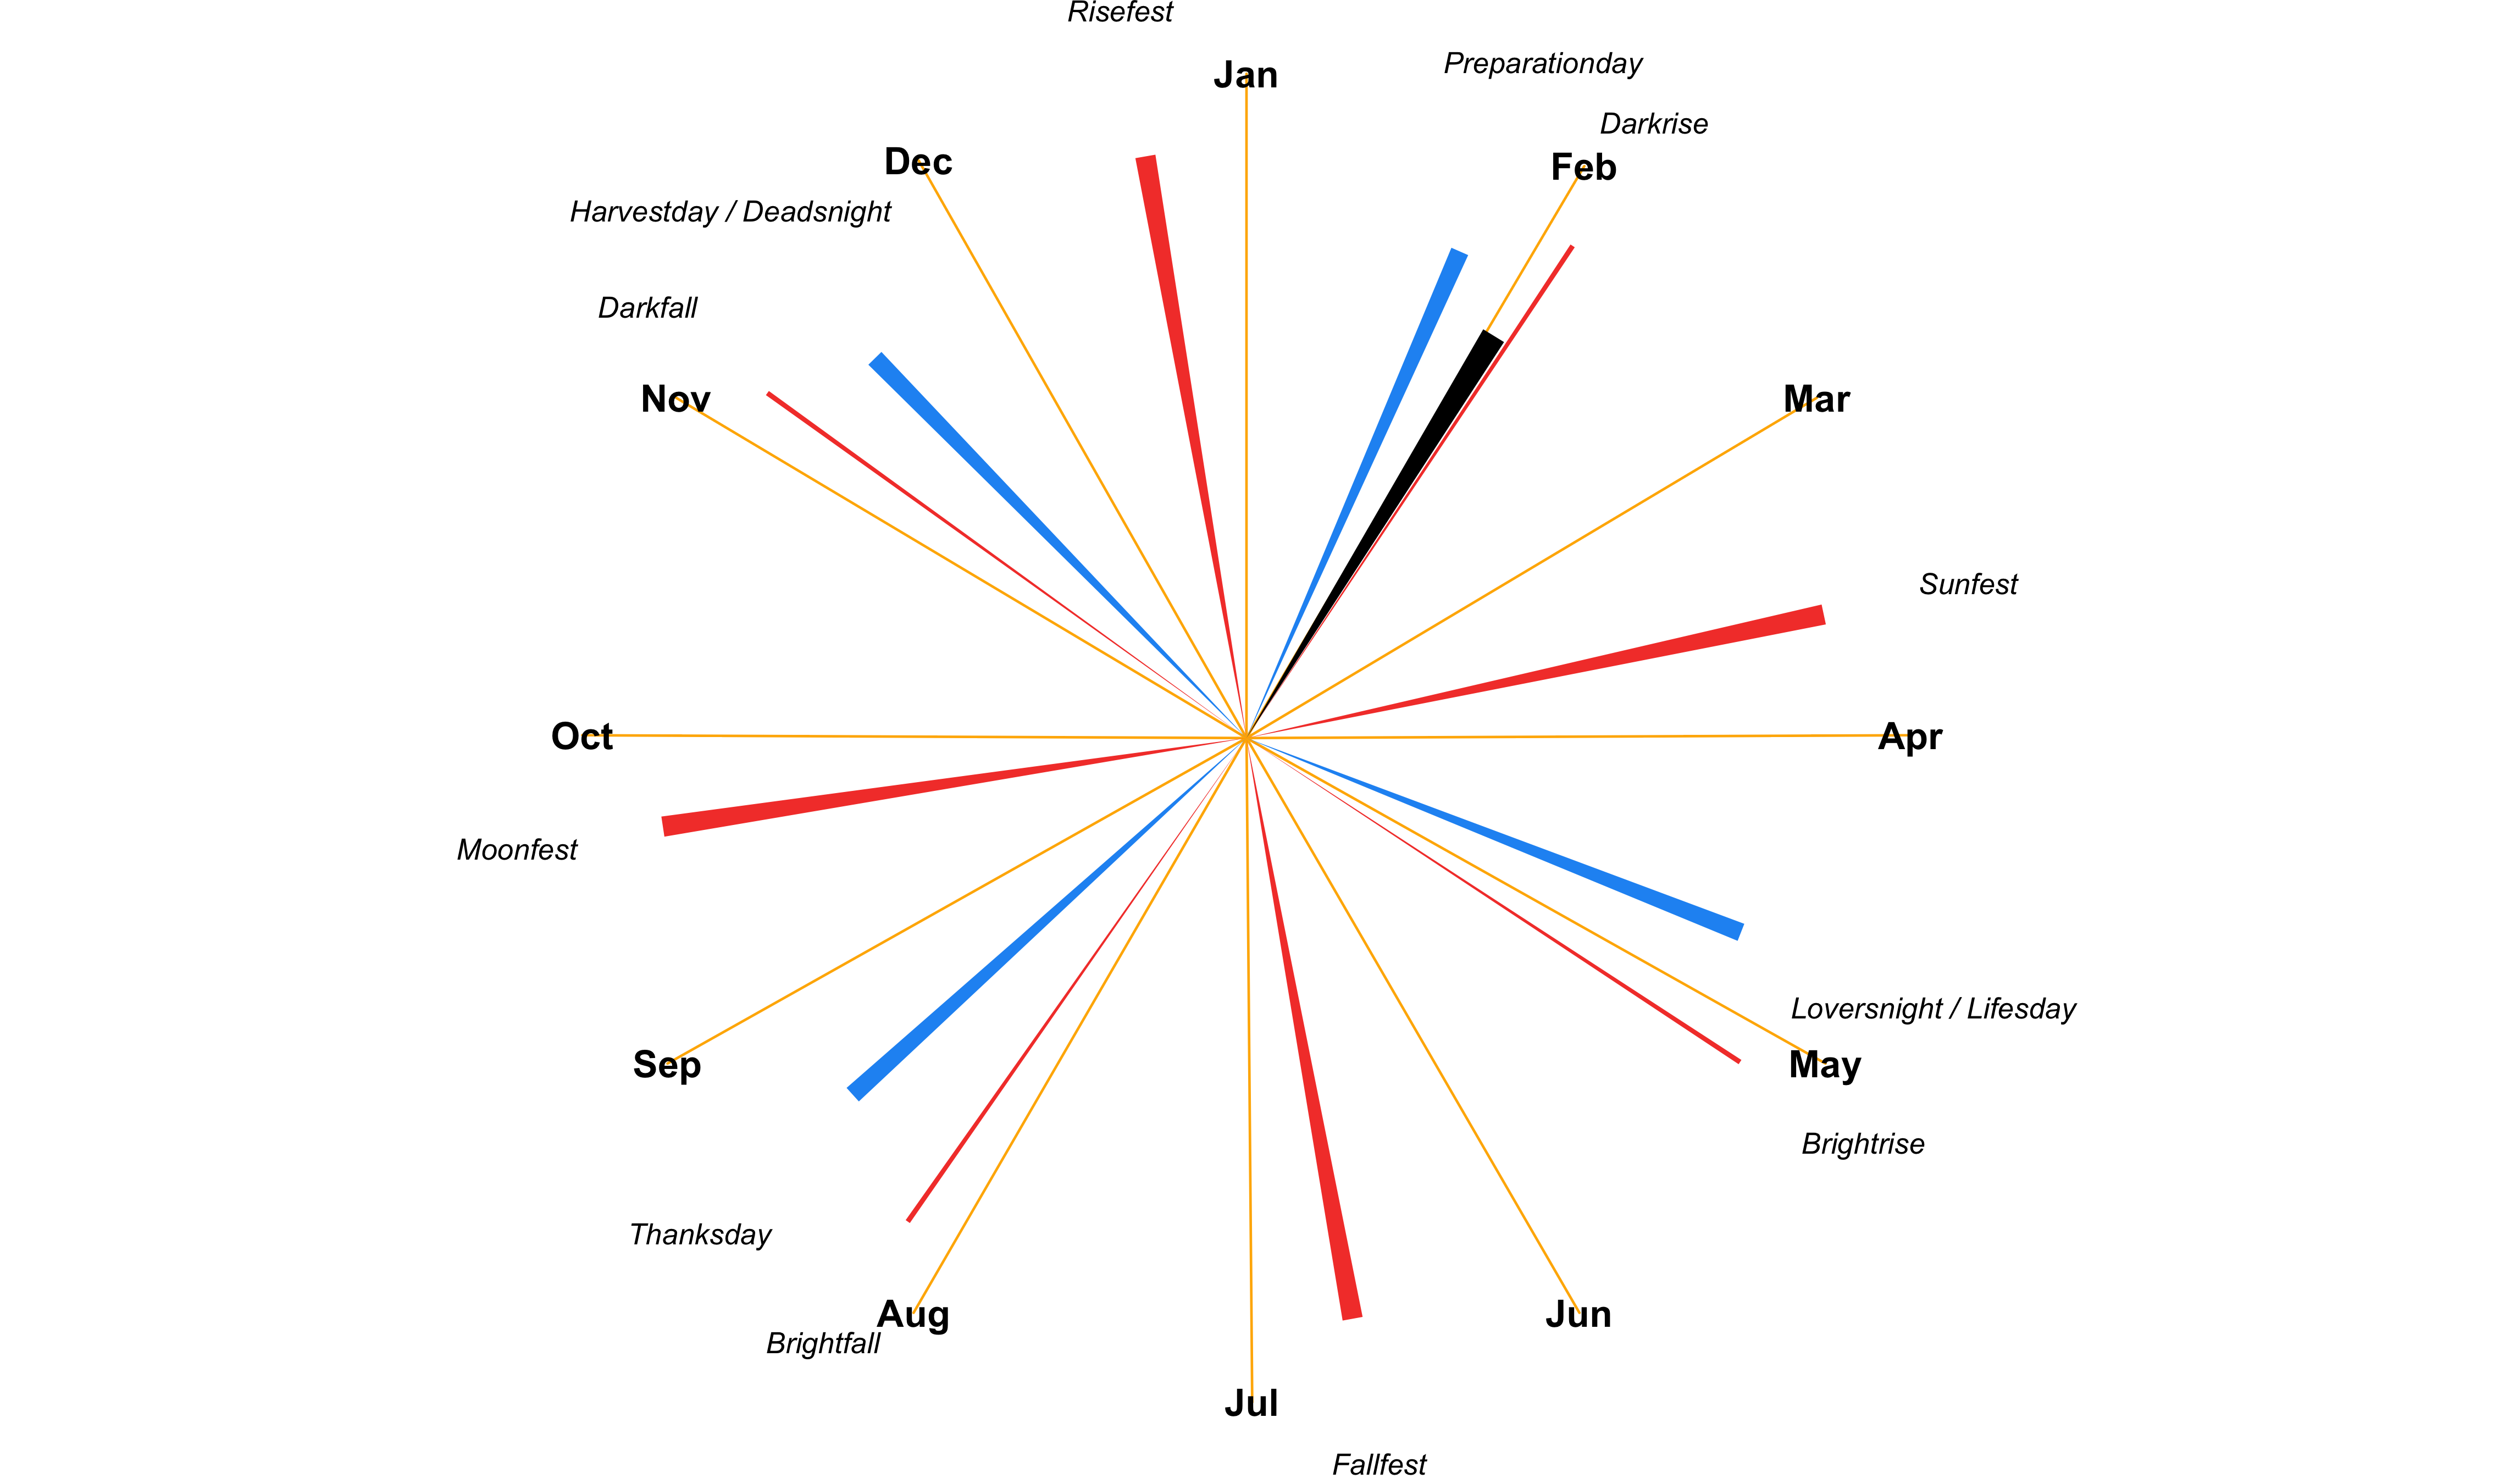 Risefest
Preparationday
Jan
Darkrise
Dec
Feb
Harvestday / Deadsnight
Darkfall
Nov
Mar
Sunfest
Oct
Apr
Moonfest
Loversnight / Lifesday
Sep
May
Brightrise
Thanksday
Aug
Jun
Brightfall
Jul
Fallfest